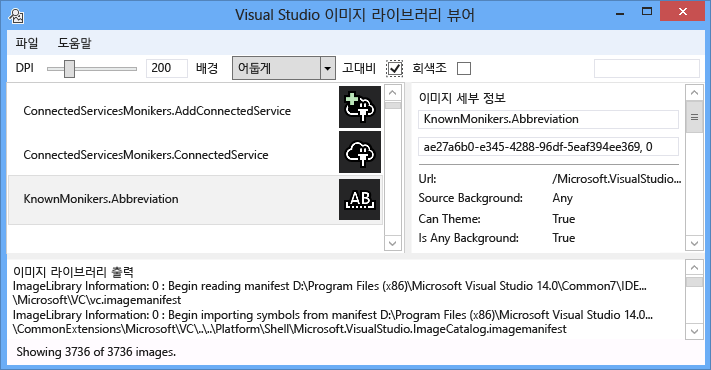 Visual Studio 이미지 라이브러리 뷰어
파일 도움말
DPI 200 배경 어둡게 고대비 회색조
ConnectedServicesMonikers.AddConnectedService
ConnectedServicesMonikers.ConnectedService
KnownMonikers.Abbreviation
AB
이미지 세부 정보
KnownMonikers.Abbreviation
ae27a6b0-e345-4288-96df-5eaf394ee369, 0
Url: /Microsoft.VisualStudio...
Source Background: Any
Can Theme: True
Is Any Background: True
이미지 라이브러리 출력
ImageLibrary Information: 0 : Begin reading manifest D:\Program Files (x86)\Microsoft Visual Studio 14.0\Common7\IDE...
\Microsoft\VC\vc.imagemanifest
ImageLibrary Information: 0 : Begin importing symbols from manifest D:\Program Files (x86)\Microsoft Visual Studio 14.0...
\CommonExtensions\Microsoft\VC\..\..\Platform\Shell\Microsoft.VisualStudio.ImageCatalog.imagemanifest
Showing 3736 of 3736 images.